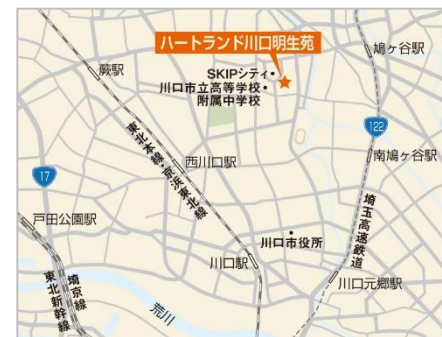 ハートランド川口明生苑
鳩ヶ谷駅
蕨駅
SKIPシティ
川口市立高等学校・
附属中学校
122
東北本線・京浜東北線
西川口駅
南鳩ヶ谷駅
17
戸田公園駅
埼玉高速鉄道
川口市役所
川口駅
川口元郷駅
埼京線
東北新幹線
荒川